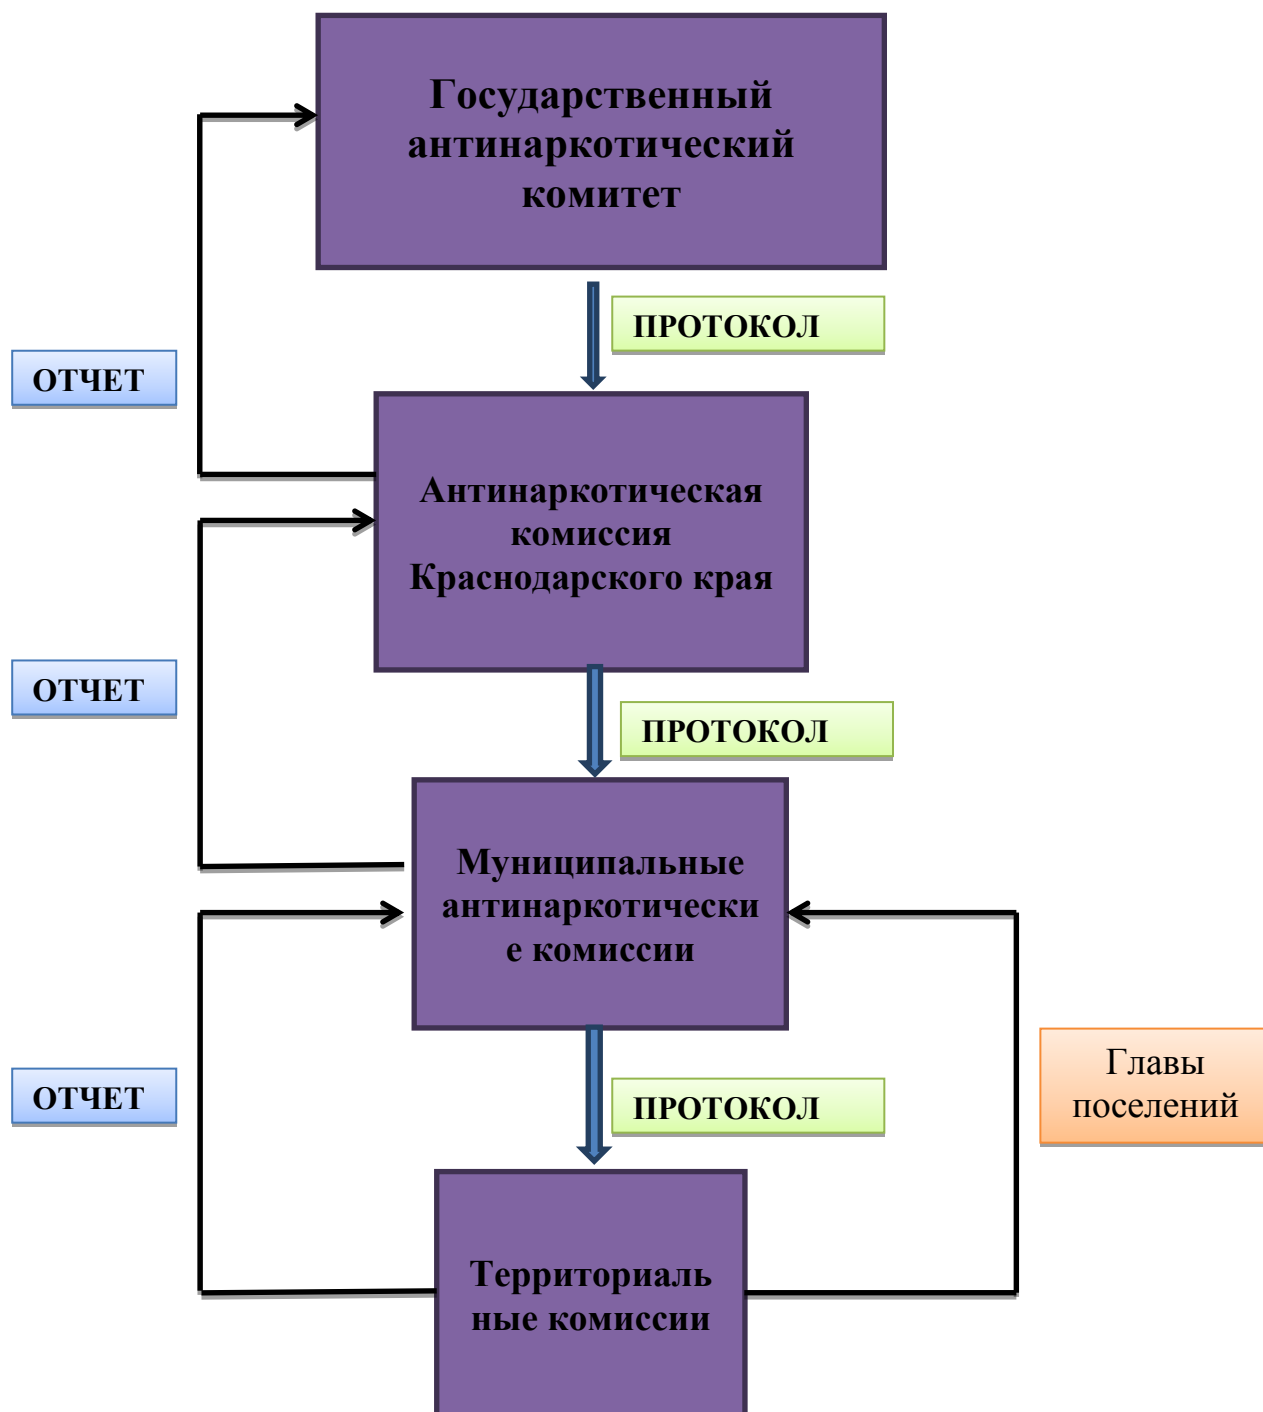 Государственный
антинаркотический
комитет
ПРОТОКОЛ
ОТЧЕТ
Антинаркотическая
комиссия
Краснодарского края
ОТЧЕТ
ПРОТОКОЛ
Муниципальные
антинаркотически
е комиссии
Главы
поселений
ОТЧЕТ
ПРОТОКОЛ
Территориаль
ные комиссии